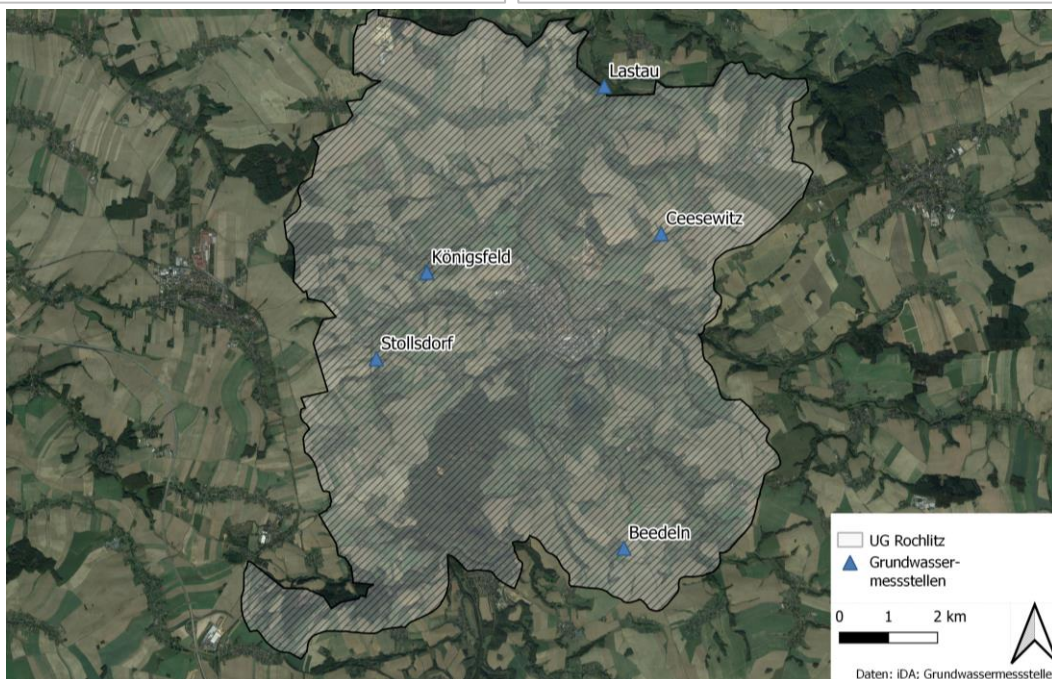 Lastau
Ceesewitz
Königsfeld
Stollsdorf
Beedeln
UG Rochlitz
Grundwasser-
messstellen
0 1 2 km
Daten: iDA: Grundwassermessstelle